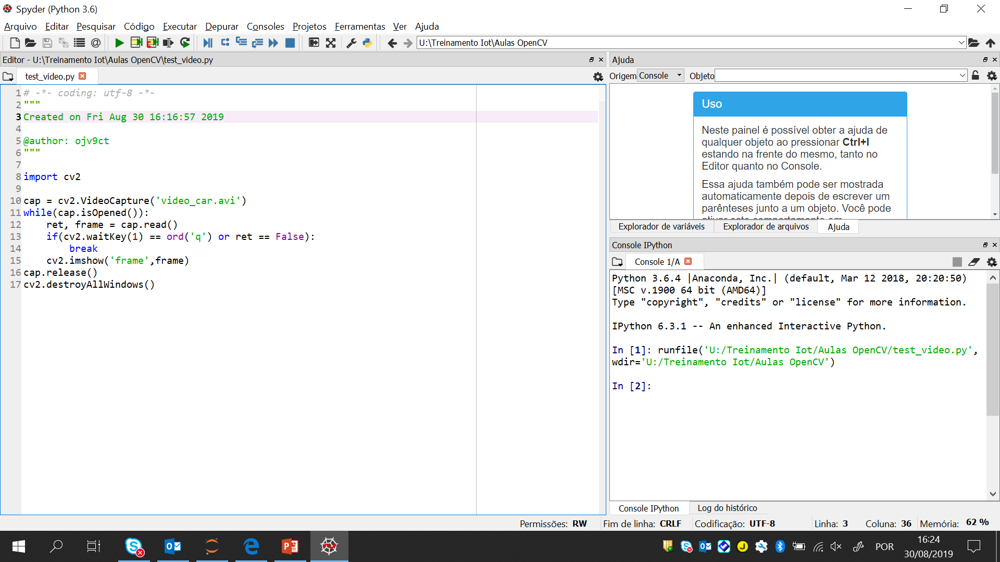 Spyder (Python 3.6)
Arquivo Editar Pesquisar Código Executar Depurar Consoles Projetos Ferramentas Ver Ajuda
U:\Treinamento Iot\Aulas OpenCV
Editor - U:\Treinamento Iot\Aulas OpenCV\test_video.py
test_video.py
1 # -*- coding: utf-8 -*-
2 """
3 Created on Fri Aug 30 16:16:57 2019
4
5 @author: ojv9ct
6 """
7
8 import cv2
9
10 cap = cv2.VideoCapture('video_car.avi')
11 while(cap.isOpened()):
12     ret, frame = cap.read()
13     if(cv2.waitKey(1) == ord('q') or ret == False):
14         break
15     cv2.imshow('frame',frame)
16 cap.release()
17 cv2.destroyAllWindows()
Ajuda
Origem Console Objeto
Uso
Neste painel é possível obter a ajuda de
qualquer objeto ao pressionar Ctrl+I
estando na frente do mesmo, tanto no
Editor quanto no Console.
Essa ajuda também pode ser mostrada
automaticamente depois de escrever um
parênteses junto a um objeto. Você pode
Explorador de variáveis Explorador de arquivos Ajuda
Console IPython
Console 1/A
Python 3.6.4 |Anaconda, Inc.| (default, Mar 12 2018, 20:20:50)
[MSC v.1900 64 bit (AMD64)]
Type "copyright", "credits" or "license" for more information.
IPython 6.3.1 -- An enhanced Interactive Python.
In [1]: runfile('U:/Treinamento Iot/Aulas OpenCV/test_video.py',
wdir='U:/Treinamento Iot/Aulas OpenCV')
In [2]:
Console IPython Log do histórico
Permissões: RW Fim de linha: CRLF Codificação: UTF-8 Linha: 3 Coluna: 36 Memória: 62 %
POR
16:24
30/08/2019